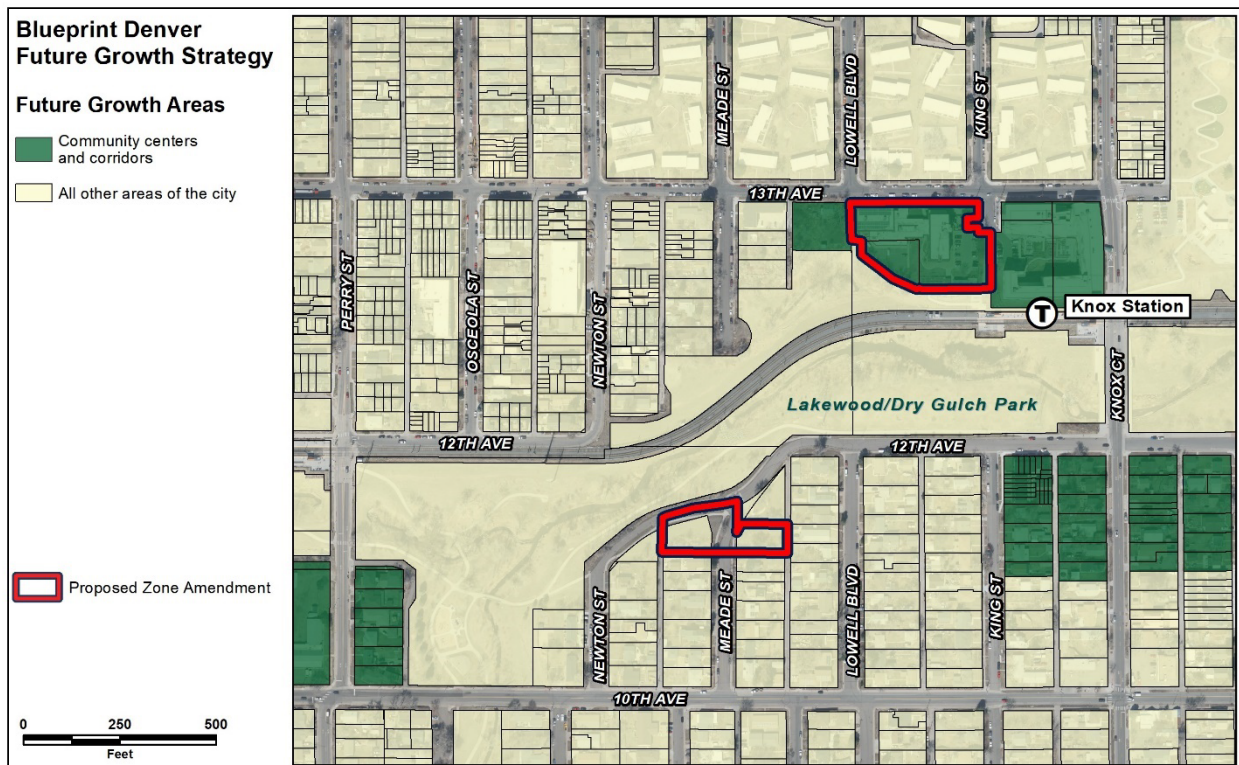 Blueprint Denver
Future Growth Strategy
Future Growth Areas
Community centers
and corridors
All other areas of the city
Proposed Zone Amendment
0 250 500
Feet
MEADE ST
LOWELL BLVD
KING ST
13TH AVE
PERRY ST
OSCEOLA ST
NEWTON ST
T
Knox Station
KNOX CT
Lakewood/Dry Gulch Park
12TH AVE
12TH AVE
NEWTON ST
MEADE ST
LOWELL BLVD
KING ST
10TH AVE